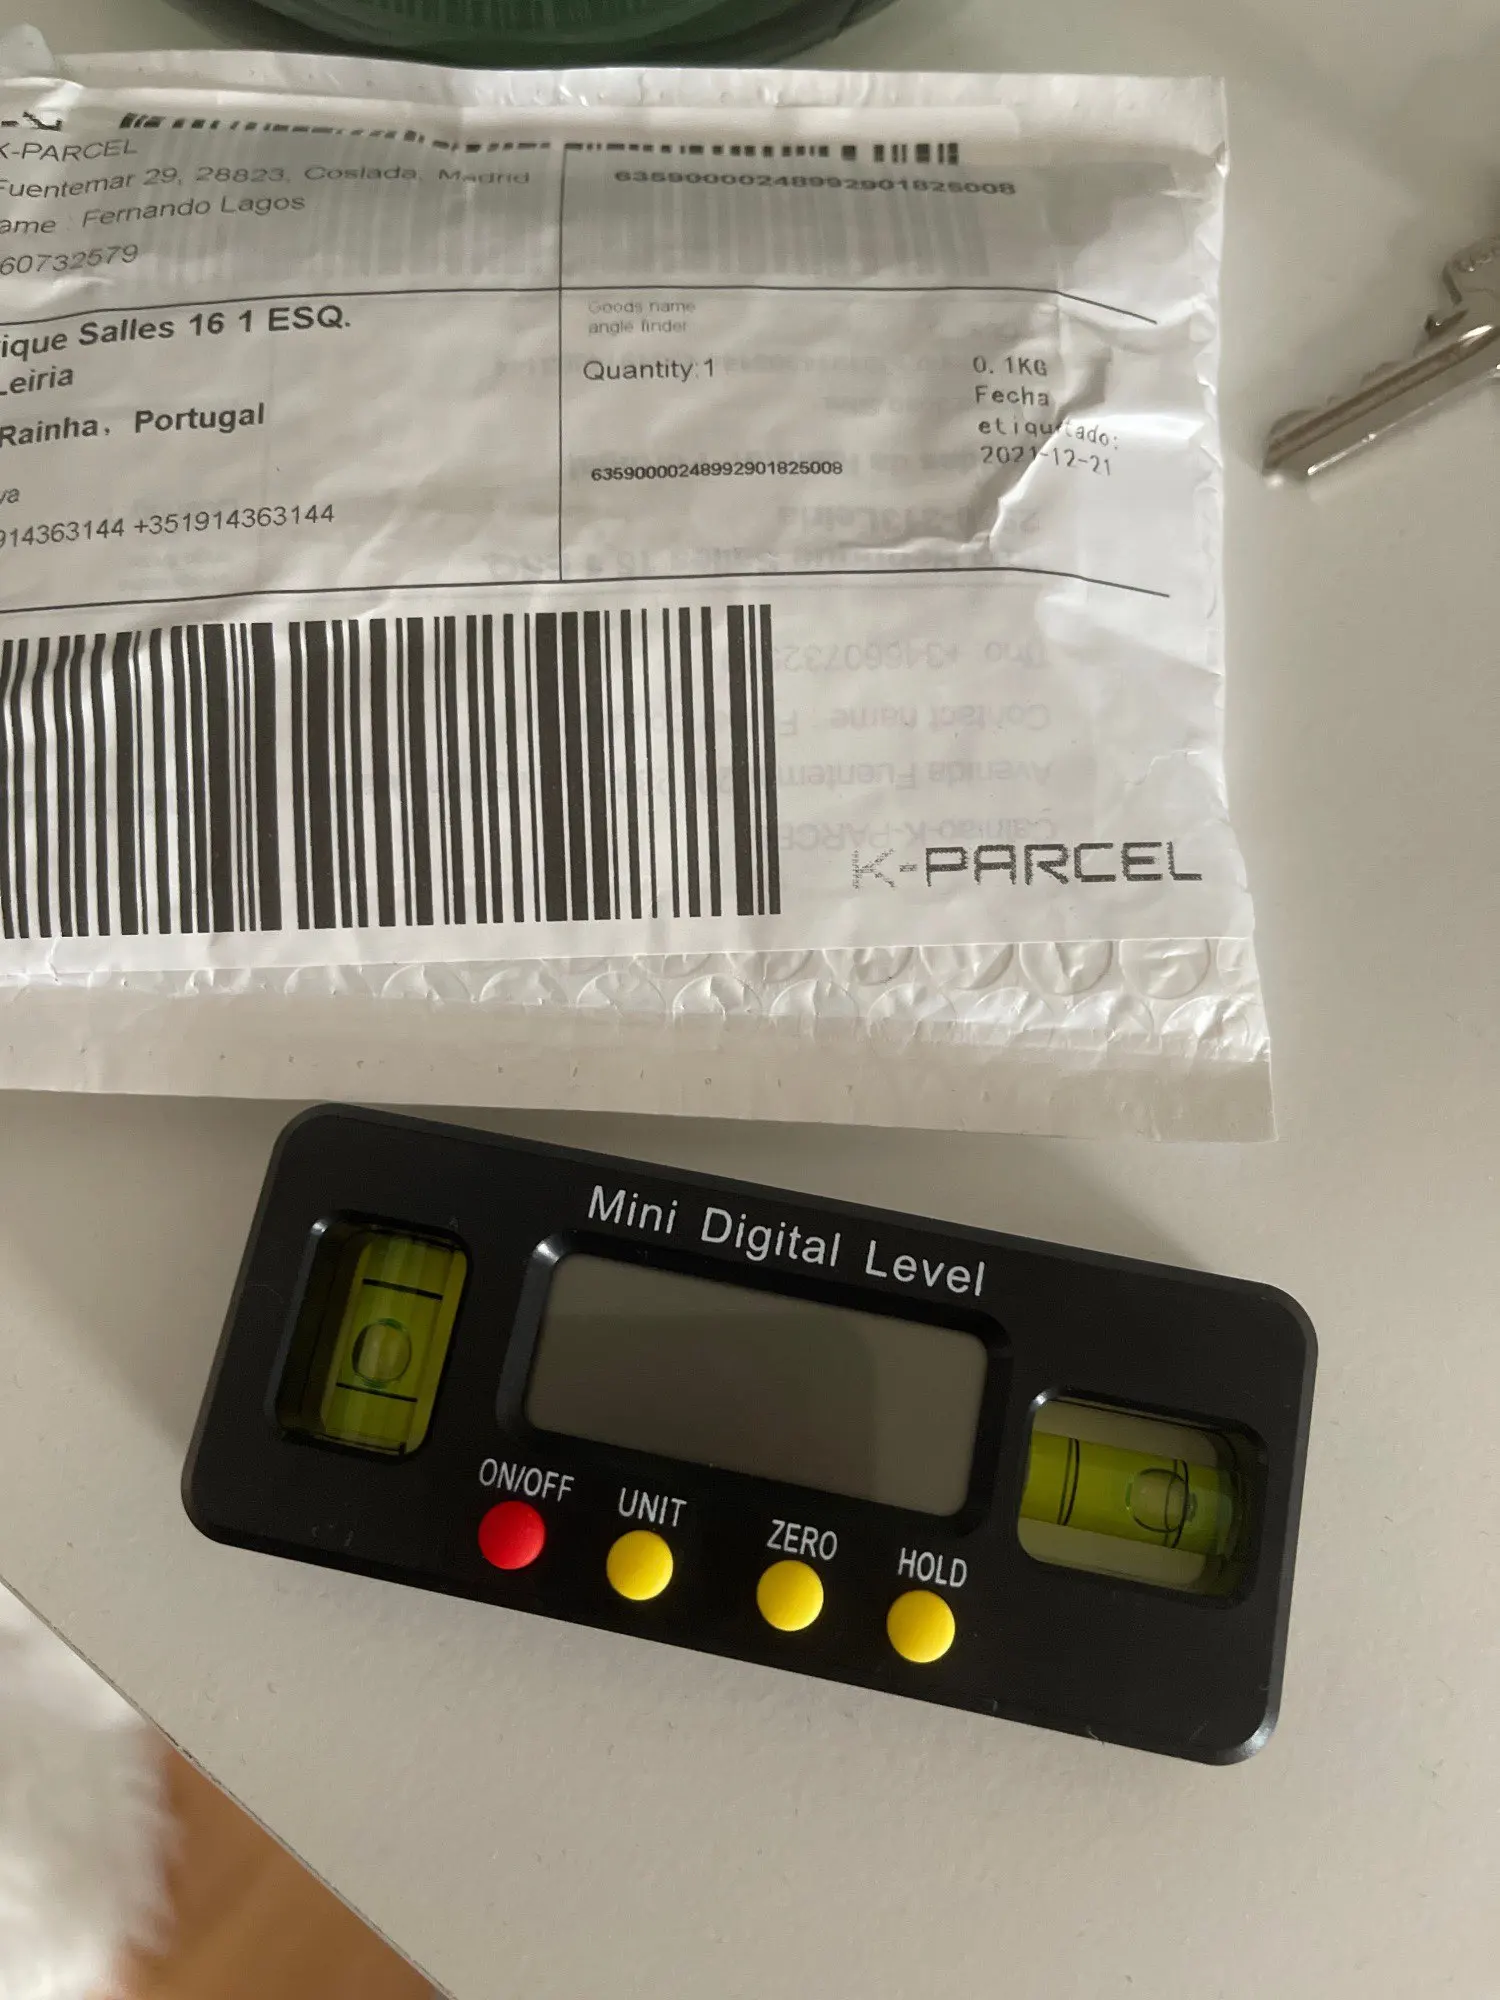 K-PARCEL
Fuentemar 29, 28823, Coslada, Madrid
ame : Fernando Lagos
60732579
63590000248992901825008
ique Salles 16 1 ESQ.
Leiria
Rainha, Portugal
va
914363144 +351914363144
Goods name
angle finder
Quantity:1
0.1KG
Fecha
etiquetado:
2021-12-21
63590000248992901825008
K-PARCEL
Mini Digital Level
ON/OFF
UNIT
ZERO
HOLD